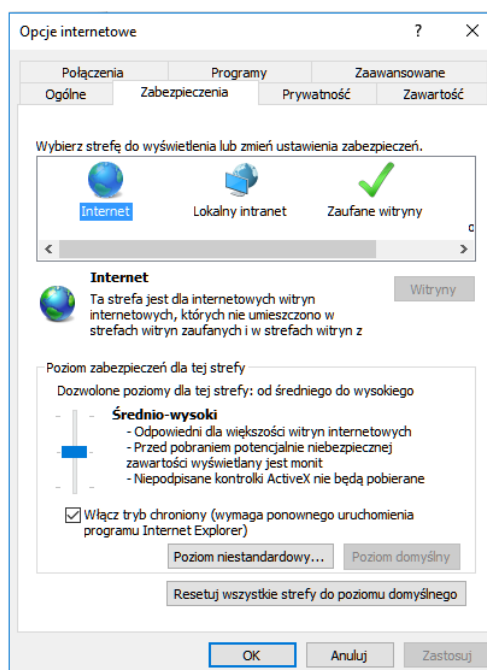 Opcje internetowe ? ✕
Połączenia Programy Zaawansowane
Ogólne Zabezpieczenia Prywatność Zawartość
Wybierz strefę do wyświetlenia lub zmień ustawienia zabezpieczeń.
Internet Lokalny intranet Zaufane witryny
Internet
Ta strefa jest dla internetowych witryn
internetowych, których nie umieszczono w
strefach witryn zaufanych i w strefach witryn z
Witryny
Poziom zabezpieczeń dla tej strefy
Dozwolone poziomy dla tej strefy: od średniego do wysokiego
Średnio-wysoki
- Odpowiedni dla większości witryn internetowych
- Przed pobraniem potencjalnie niebezpiecznej
zawartości wyświetlany jest monit
- Niepodpisane kontrolki ActiveX nie będą pobierane
Włącz tryb chroniony (wymaga ponownego uruchomienia
programu Internet Explorer)
Poziom niestandardowy... Poziom domyślny
Resetuj wszystkie strefy do poziomu domyślnego
OK Anuluj Zastosuj